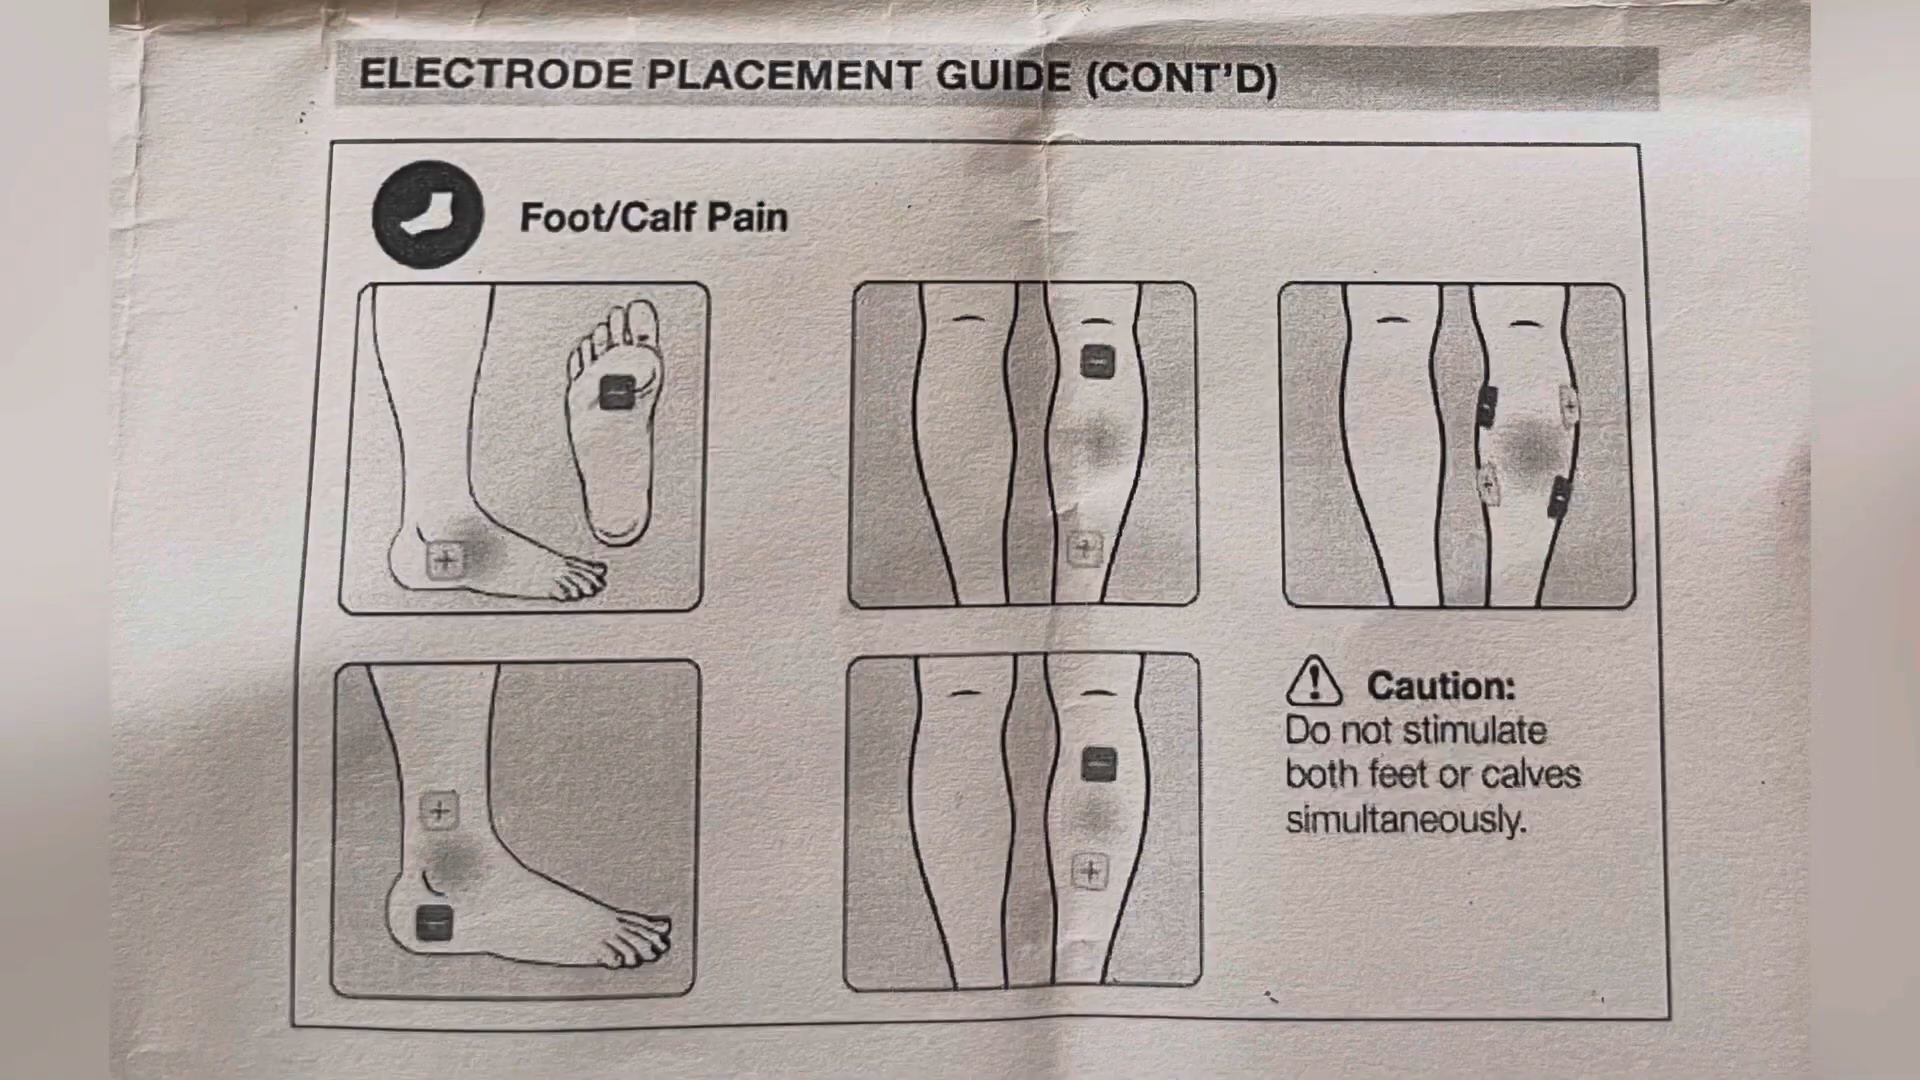 ELECTRODE PLACEMENT GUIDE (CONT'D)
Foot/Calf Pain
Caution:
Do not stimulate
both feet or calves
simultaneously.